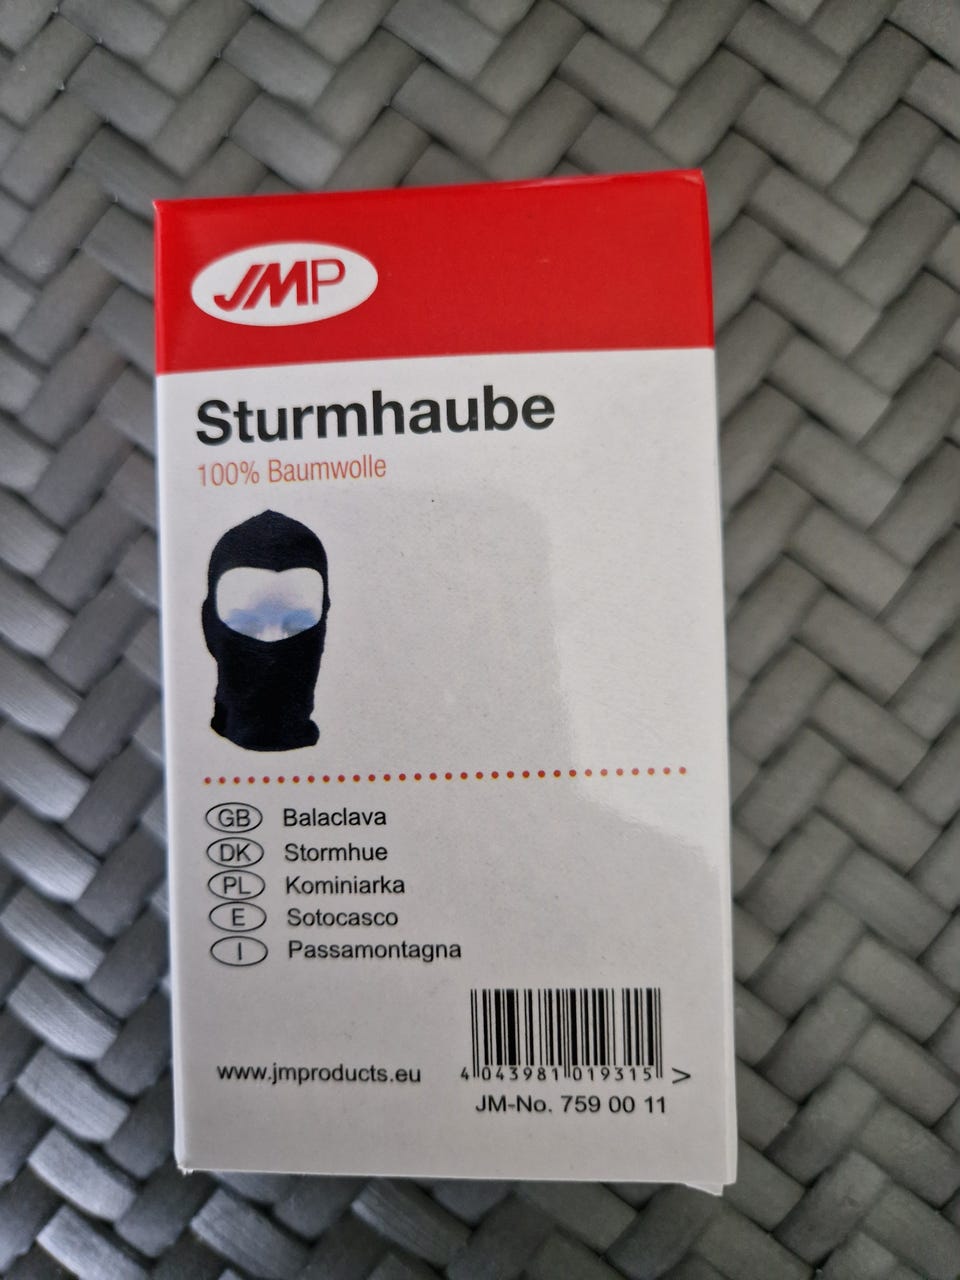 JMP
Sturmhaube
100% Baumwolle
GB Balaclava
DK Stormhue
PL Kominiarka
E Sotocasco
I Passamontagna
www.jmproducts.eu
4 043981 019315 >
JM-No. 759 00 11